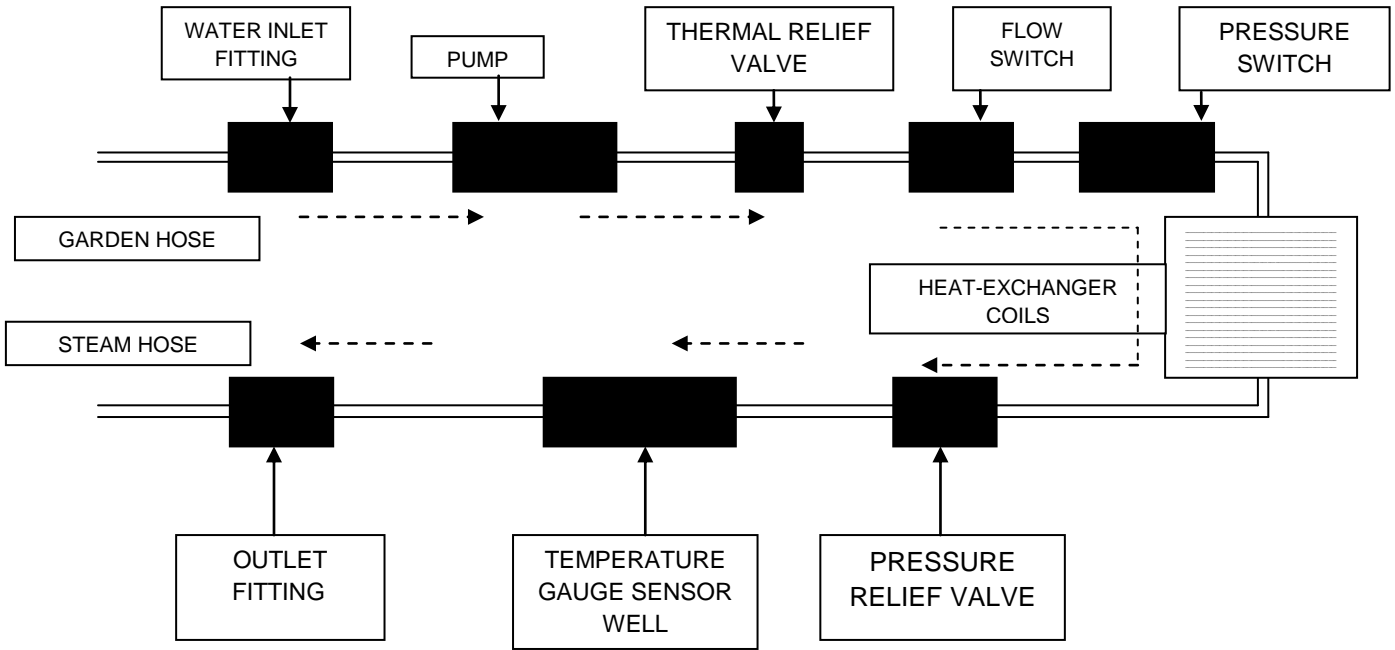 WATER INLET
FITTING
PUMP
THERMAL RELIEF
VALVE
FLOW
SWITCH
PRESSURE
SWITCH
GARDEN HOSE
HEAT-EXCHANGER
COILS
STEAM HOSE
OUTLET
FITTING
TEMPERATURE
GAUGE SENSOR
WELL
PRESSURE
RELIEF VALVE